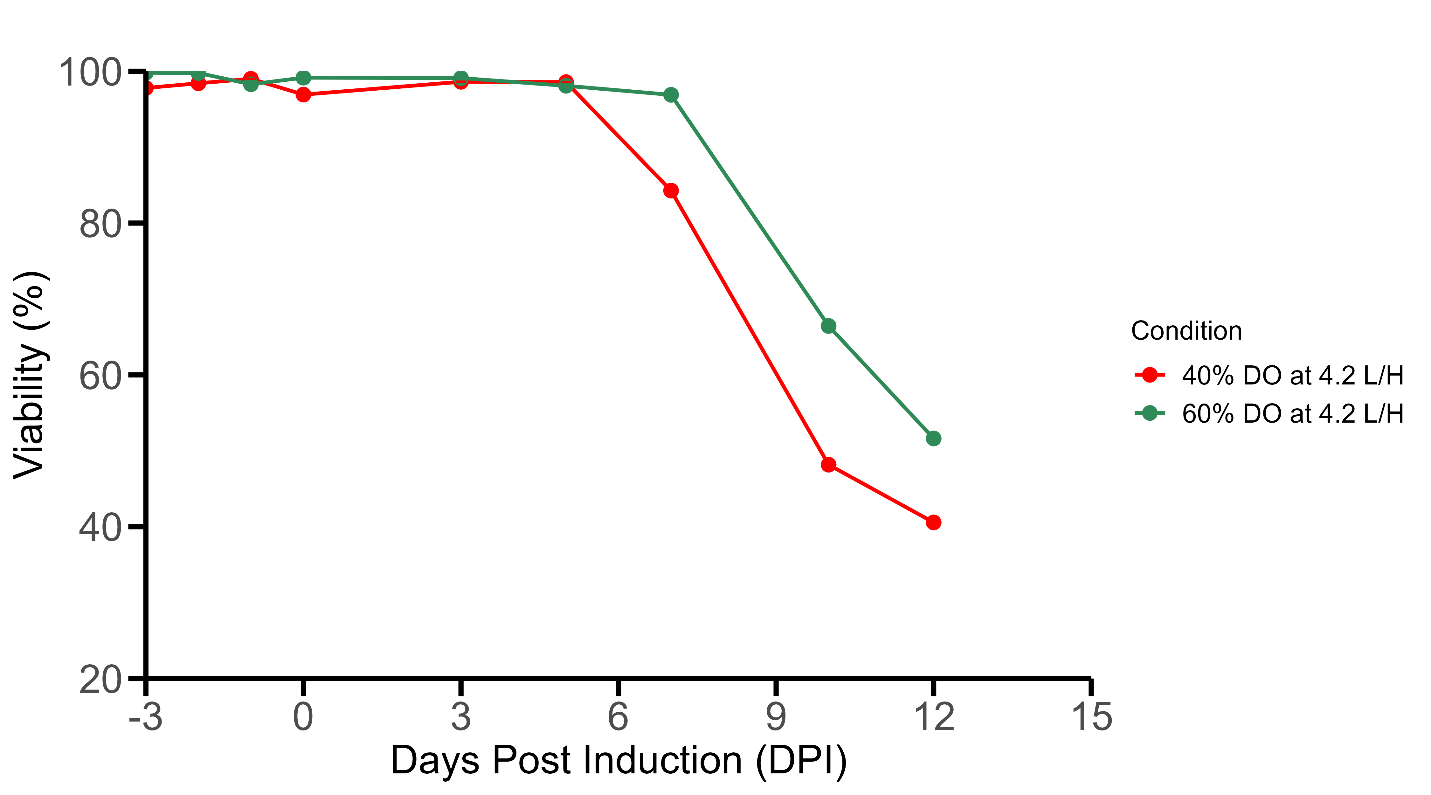 100
80
60
40
20
Viability (%)
-3 0 3 6 9 12 15
Days Post Induction (DPI)
Condition
40% DO at 4.2 L/H
60% DO at 4.2 L/H